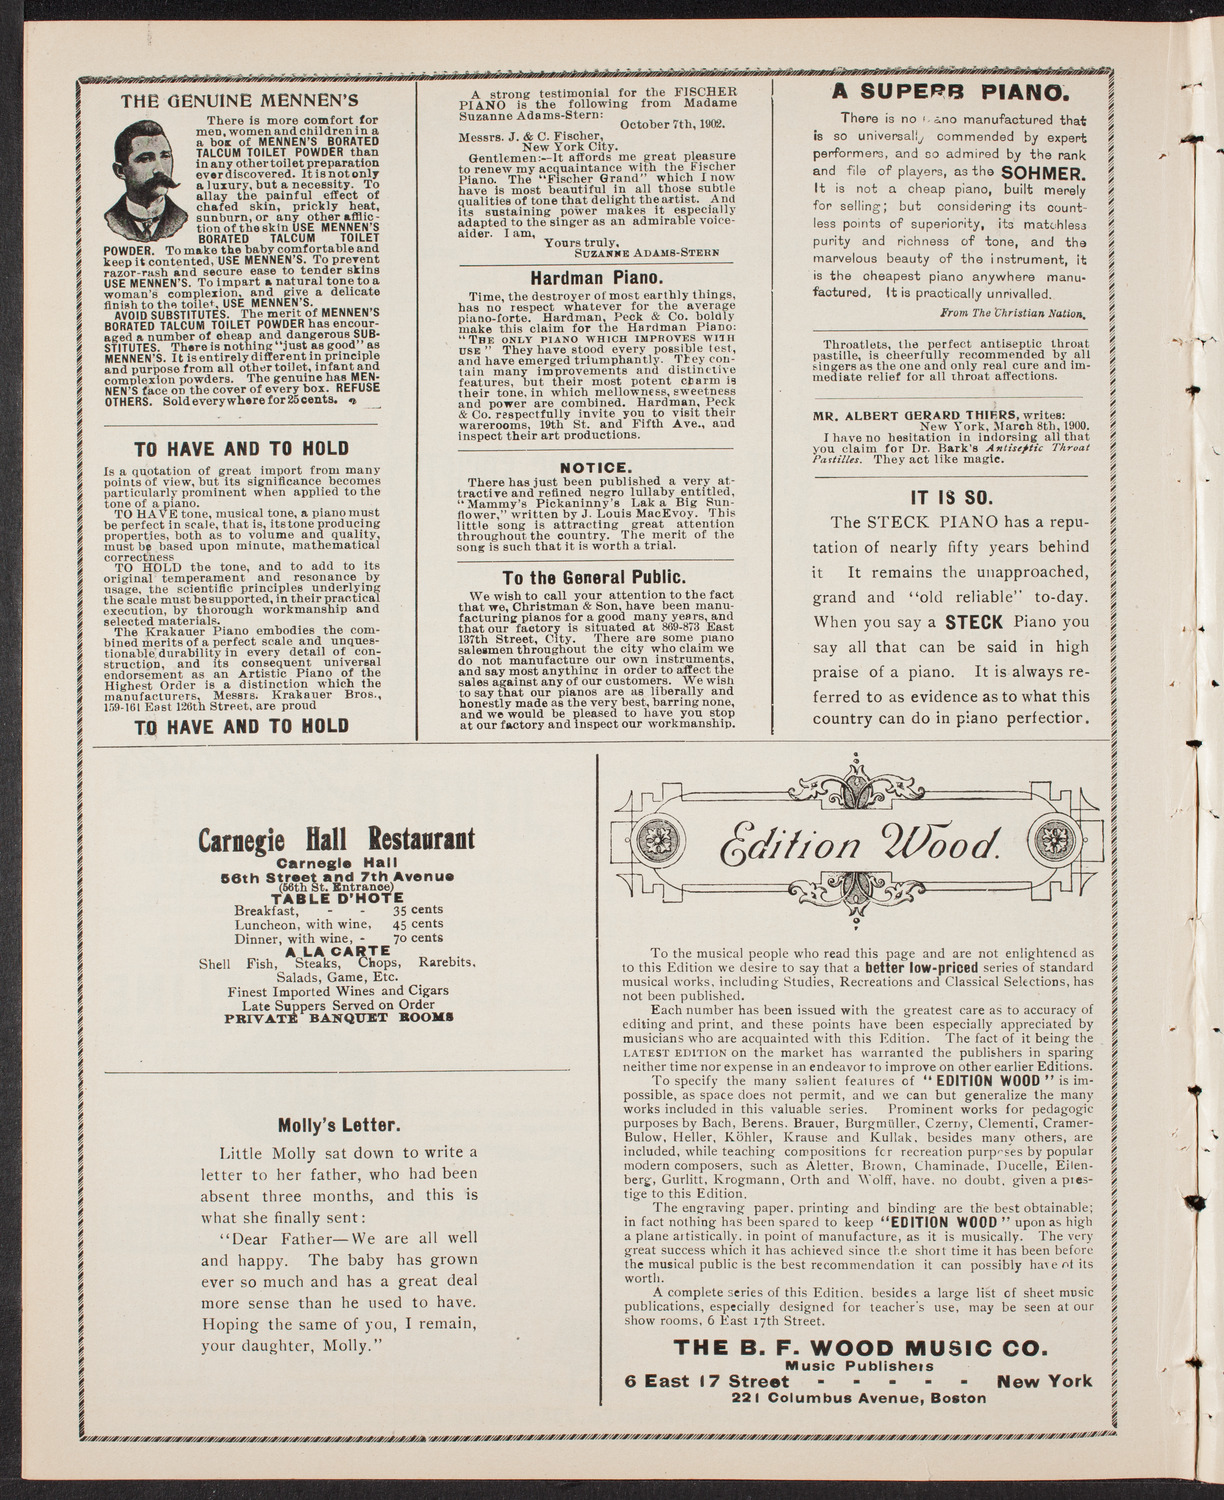 THE GENUINE MENNEN'S
There is more comfort for
men, women and children in a
a box of MENNEN'S BORATED
TALCUM TOILET POWDER than
in any other toilet preparation
ever discovered. It is not only
a luxury, but a necessity. To
allay the painful effect of
chafed skin, prickly heat,
sunburn, or any other afflic-
tion of the skin USE MENNEN'S
BORATED TALCUM TOILET
POWDER. To make the baby comfortable and
keep it contented, USE MENNEN'S. To prevent
razor-rash and secure ease to tender skins
USE MENNEN'S. To impart a natural tone to a
woman's complexion, and give a delicate
finish to the toilet, USE MENNEN'S.
AVOID SUBSTITUTES. The merit of MENNEN'S
BORATED TALCUM TOILET POWDER has encour-
aged a number of cheap and dangerous SUB-
STITUTES. There is nothing "just as good" as
MENNEN'S. It is entirely different in principle
and purpose from all other toilet, infant and
complexion powders. The genuine has MEN-
NEN'S face on the cover of every box. REFUSE
OTHERS. Sold everywhere for 25 cents.
TO HAVE AND TO HOLD
Is a quotation of great import from many
points of view, but its significance becomes
particularly prominent when applied to the
tone of a piano.
TO HAVE tone, musical tone, a piano must
be perfect in scale, that is, its tone producing
properties, both as to volume and quality,
must be based upon minute, mathematical
correctness
TO HOLD the tone, and to add to its
original temperament and resonance by
usage, the scientific principles underlying
the scale must be supported, in their practical
execution, by thorough workmanship and
selected materials.
The Krakauer Piano embodies the com-
bined merits of a perfect scale and unques-
tionable durability in every detail of con-
struction, and its consequent universal
endorsement as an Artistic Piano of the
Highest Order is a distinction which the
manufacturers, Messrs. Krakauer Bros.,
159-161 East 126th Street, are proud
TO HAVE AND TO HOLD
A strong testimonial for the FISCHER
PIANO is the following from Madame
Suzanne Adams-Stern:
October 7th, 1902.
Messrs. J. & C. Fischer,
New York City.
Gentlemen:—It affords me great pleasure
to renew my acquaintance with the Fischer
Piano. The "Fischer Grand" which I now
have is most beautiful in all those subtle
qualities of tone that delight the artist. And
its sustaining power makes it especially
adapted to the singer as an admirable voice-
aider. I am,
Yours truly,
SUZANNE ADAMS-STERN
Hardman Piano.
Time, the destroyer of most earthly things,
has no respect whatever for the average
piano-forte. Hardman, Peck & Co. boldly
make this claim for the Hardman Piano:
"THE ONLY PIANO WHICH IMPROVES WITH
USE" They have stood every possible test,
and have emerged triumphantly. They con-
tain many improvements and distinctive
features, but their most potent charm is
their tone, in which mellowness, sweetness
and power are combined. Hardman, Peck
& Co. respectfully invite you to visit their
warerooms, 19th St. and Fifth Ave., and
inspect their art productions.
NOTICE.
There has just been published a very at-
tractive and refined negro lullaby entitled,
"Mammy's Pickaninny's Lak a Big Sun-
flower," written by J. Louis MacEvoy. This
little song is attracting great attention
throughout the country. The merit of the
song is such that it is worth a trial.
To the General Public.
We wish to call your attention to the fact
that we, Christman & Son, have been manu-
facturing pianos for a good many years, and
that our factory is situated at 869-873 East
137th Street, City. There are some piano
salesmen throughout the city who claim we
do not manufacture our own instruments,
and say most anything in order to affect the
sales against any of our customers. We wish
to say that our pianos are as liberally and
honestly made as the very best, barring none,
and we would be pleased to have you stop
at our factory and inspect our workmanship.
A SUPERB PIANO.
There is no manufactured that
is so universally commended by expert
performers, and so admired by the rank
and file of players, as the SOHMER.
It is not a cheap piano, built merely
for selling; but considering its count-
less points of superiority, its matchless
purity and richness of tone, and the
marvelous beauty of the instrument, it
is the cheapest piano anywhere manu-
factured. It is practically unrivalled.
From The Christian Nation.
Throatlets, the perfect antiseptic throat
pastille, is cheerfully recommended by all
singers as the one and only real cure and im-
mediate relief for all throat affections.
MR. ALBERT GERARD THIERS, writes:
New York, March 8th, 1900.
I have no hesitation in indorsing all that
you claim for Dr. Bark's Antiseptic Throat
Pastilles. They act like magic.
IT IS SO.
The STECK PIANO has a repu-
tation of nearly fifty years behind
it It remains the unapproached,
grand and "old reliable" to-day.
When you say a STECK Piano you
say all that can be said in high
praise of a piano. It is always re-
ferred to as evidence as to what this
country can do in piano perfection.
Carnegie Hall Restaurant
Carnegie Hall
56th Street and 7th Avenue
(56th St. Entrance)
TABLE D'HOTE
Breakfast, - - 35 cents
Luncheon, with wine, 45 cents
Dinner, with wine, - 70 cents
A LA CARTE
Shell Fish, Steaks, Chops, Rarebits,
Salads, Game, Etc.
Finest Imported Wines and Cigars
Late Suppers Served on Order
PRIVATE BANQUET ROOMS
Molly's Letter.
Little Molly sat down to write a
letter to her father, who had been
absent three months, and this is
what she finally sent:
"Dear Father—We are all well
and happy. The baby has grown
ever so much and has a great deal
more sense than he used to have.
Hoping the same of you, I remain,
your daughter, Molly."
Edition Wood.
To the musical people who read this page and are not enlightened as
to this Edition we desire to say that a better low-priced series of standard
musical works, including Studies, Recreations and Classical Selections, has
not been published.
Each number has been issued with the greatest care as to accuracy of
editing and print, and these points have been especially appreciated by
musicians who are acquainted with this Edition. The fact of it being the
LATEST EDITION on the market has warranted the publishers in sparing
neither time nor expense in an endeavor to improve on other earlier Editions.
To specify the many salient features of "EDITION WOOD" is im-
possible, as space does not permit, and we can but generalize the many
works included in this valuable series. Prominent works for pedagogic
purposes by Bach, Berens, Brauer, Burgmüller, Czerny, Clementi, Cramer-
Bulow, Heller, Köhler, Krause and Kullak, besides many others, are
included, while teaching compositions for recreation purposes by popular
modern composers, such as Aletter, Brown, Chaminade, Ducelle, Eilen-
berg, Gurlitt, Krogmann, Orth and Wolff, have, no doubt, given a pres-
tige to this Edition.
The engraving paper, printing and binding are the best obtainable;
in fact nothing has been spared to keep "EDITION WOOD" upon as high
a plane artistically, in point of manufacture, as it is musically. The very
great success which it has achieved since the short time it has been before
the musical public is the best recommendation it can possibly have of its
worth.
A complete series of this Edition, besides a large list of sheet music
publications, especially designed for teacher's use, may be seen at our
show rooms, 6 East 17th Street.
THE B. F. WOOD MUSIC CO.
Music Publishers
6 East 17 Street - - - - - New York
221 Columbus Avenue, Boston